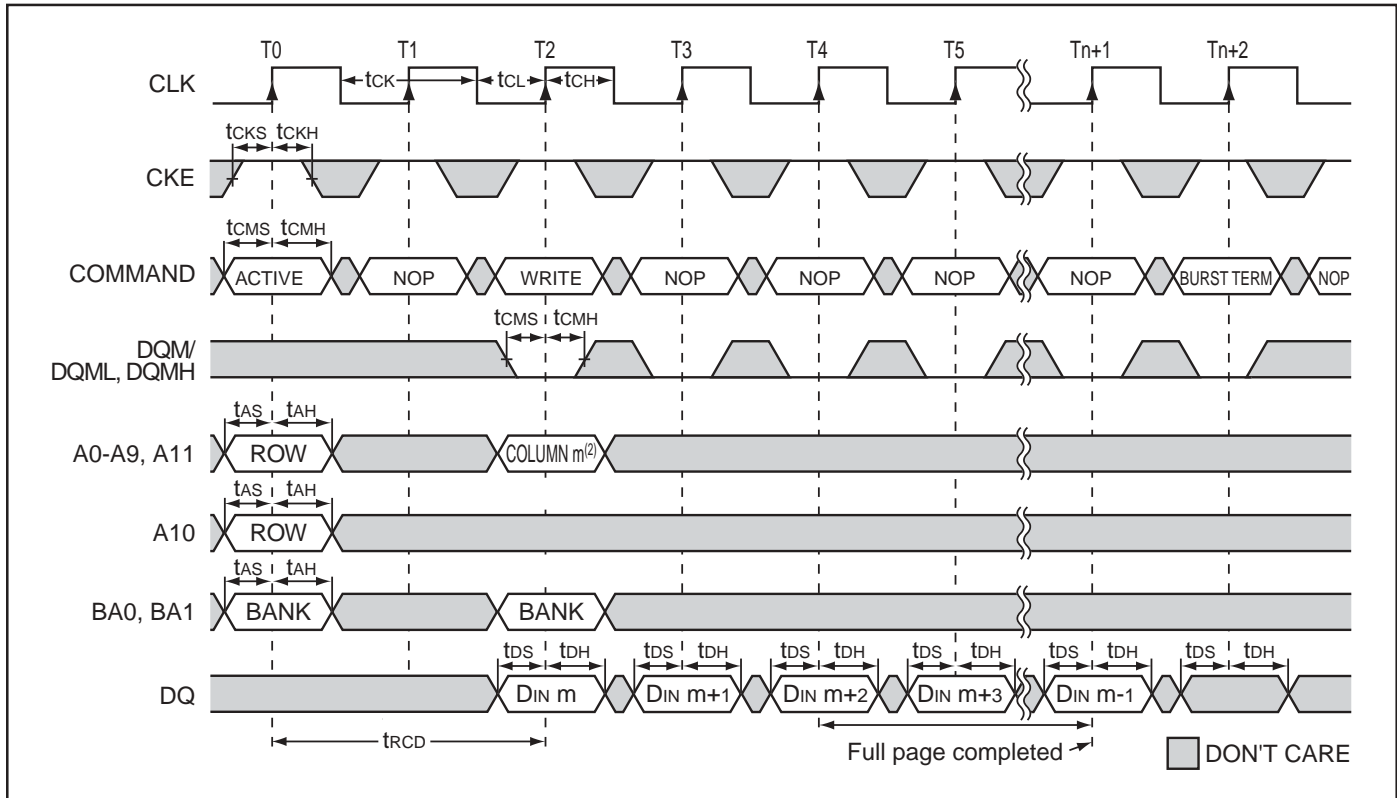 T0 T1 T2 T3 T4 T5 Tn+1 Tn+2
CLK
tCK tCL tCH
tCKS tCKH
CKE
tCMS tCMH
COMMAND ACTIVE NOP WRITE NOP NOP NOP NOP BURST TERM NOP
tCMS tCMH
DQM/
DQML, DQMH
tAS tAH
A0-A9, A11 ROW COLUMN m(2)
tAS tAH
A10 ROW
tAS tAH
BA0, BA1 BANK BANK
tDS tDH tDS tDH tDS tDH tDS tDH tDS tDH tDS tDH
DQ DIN m DIN m+1 DIN m+2 DIN m+3 DIN m-1
tRCD
Full page completed
DON'T CARE